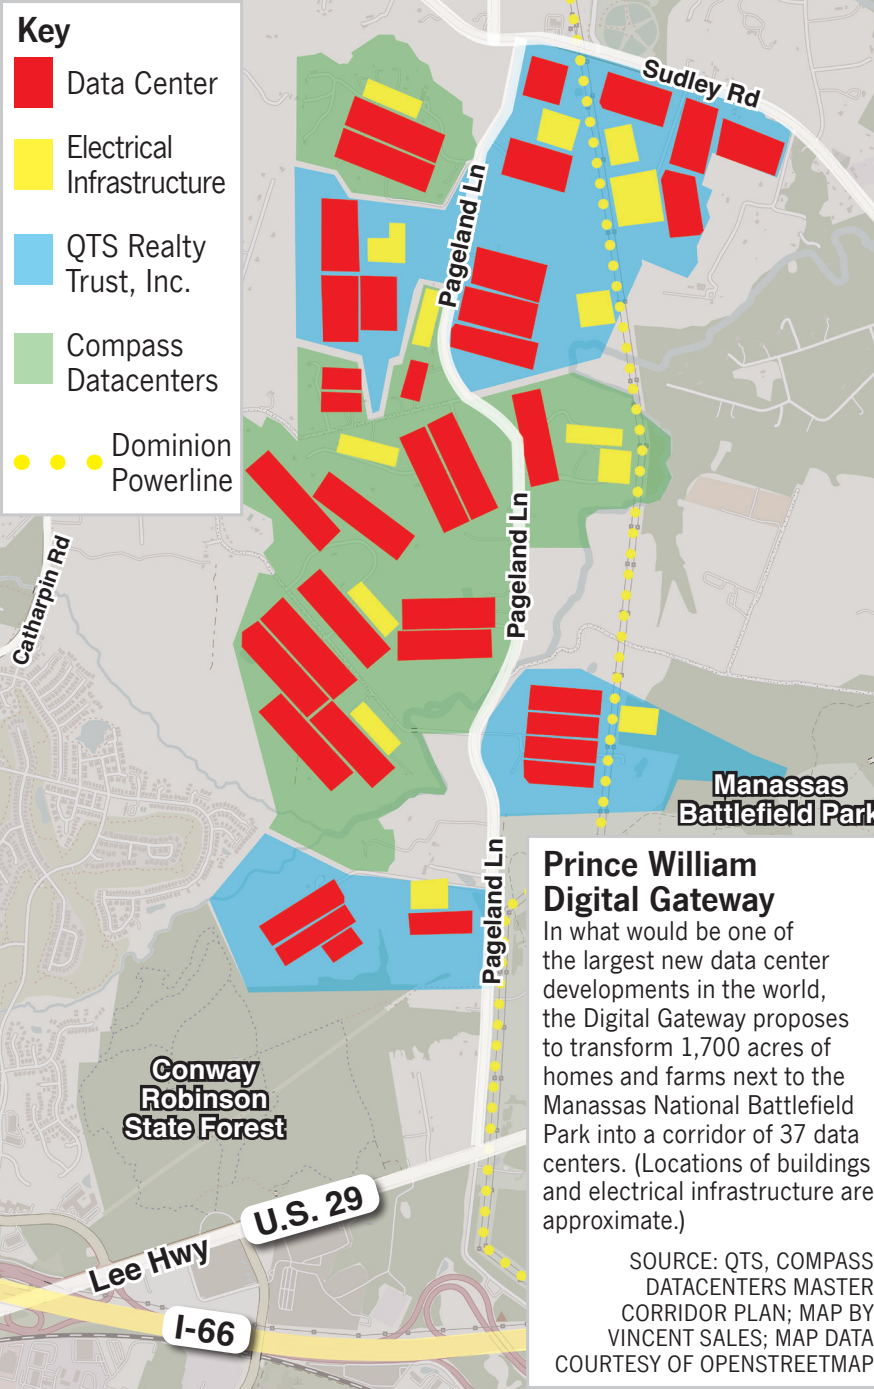 Key
Data Center
Electrical
Infrastructure
QTS Realty
Trust, Inc.
Compass
Datacenters
Dominion
Powerline
Sudley Rd
Pageland Ln
Pageland Ln
Catharpin Rd
Manassas
Battlefield Park
Pageland Ln
Conway
Robinson
State Forest
U.S. 29
Lee Hwy
I-66
Prince William
Digital Gateway
In what would be one of
the largest new data center
developments in the world,
the Digital Gateway proposes
to transform 1,700 acres of
homes and farms next to the
Manassas National Battlefield
Park into a corridor of 37 data
centers. (Locations of buildings
and electrical infrastructure are
approximate.)
SOURCE: QTS, COMPASS
DATACENTERS MASTER
CORRIDOR PLAN; MAP BY
VINCENT SALES; MAP DATA
COURTESY OF OPENSTREETMAP